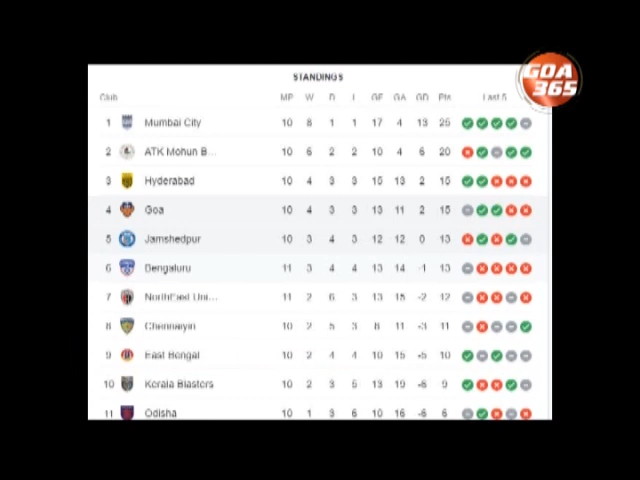 GOA
365
STANDINGS
Club MP W D L GF GA GD Pts Last 5
1 Mumbai City 10 8 1 1 17 4 13 25
2 ATK Mohun B... 10 6 2 2 10 4 6 20
3 Hyderabad 10 4 3 3 15 13 2 15
4 Goa 10 4 3 3 13 11 2 15
5 Jamshedpur 10 3 4 3 12 12 0 13
6 Bengaluru 11 3 4 4 13 14 -1 13
7 NorthEast Uni... 11 2 6 3 13 15 -2 12
8 Chennaiyin 10 2 5 3 8 11 -3 11
9 East Bengal 10 2 4 4 10 15 -5 10
10 Kerala Blasters 10 2 3 5 13 19 -6 9
11 Odisha 10 1 3 6 10 16 -6 6